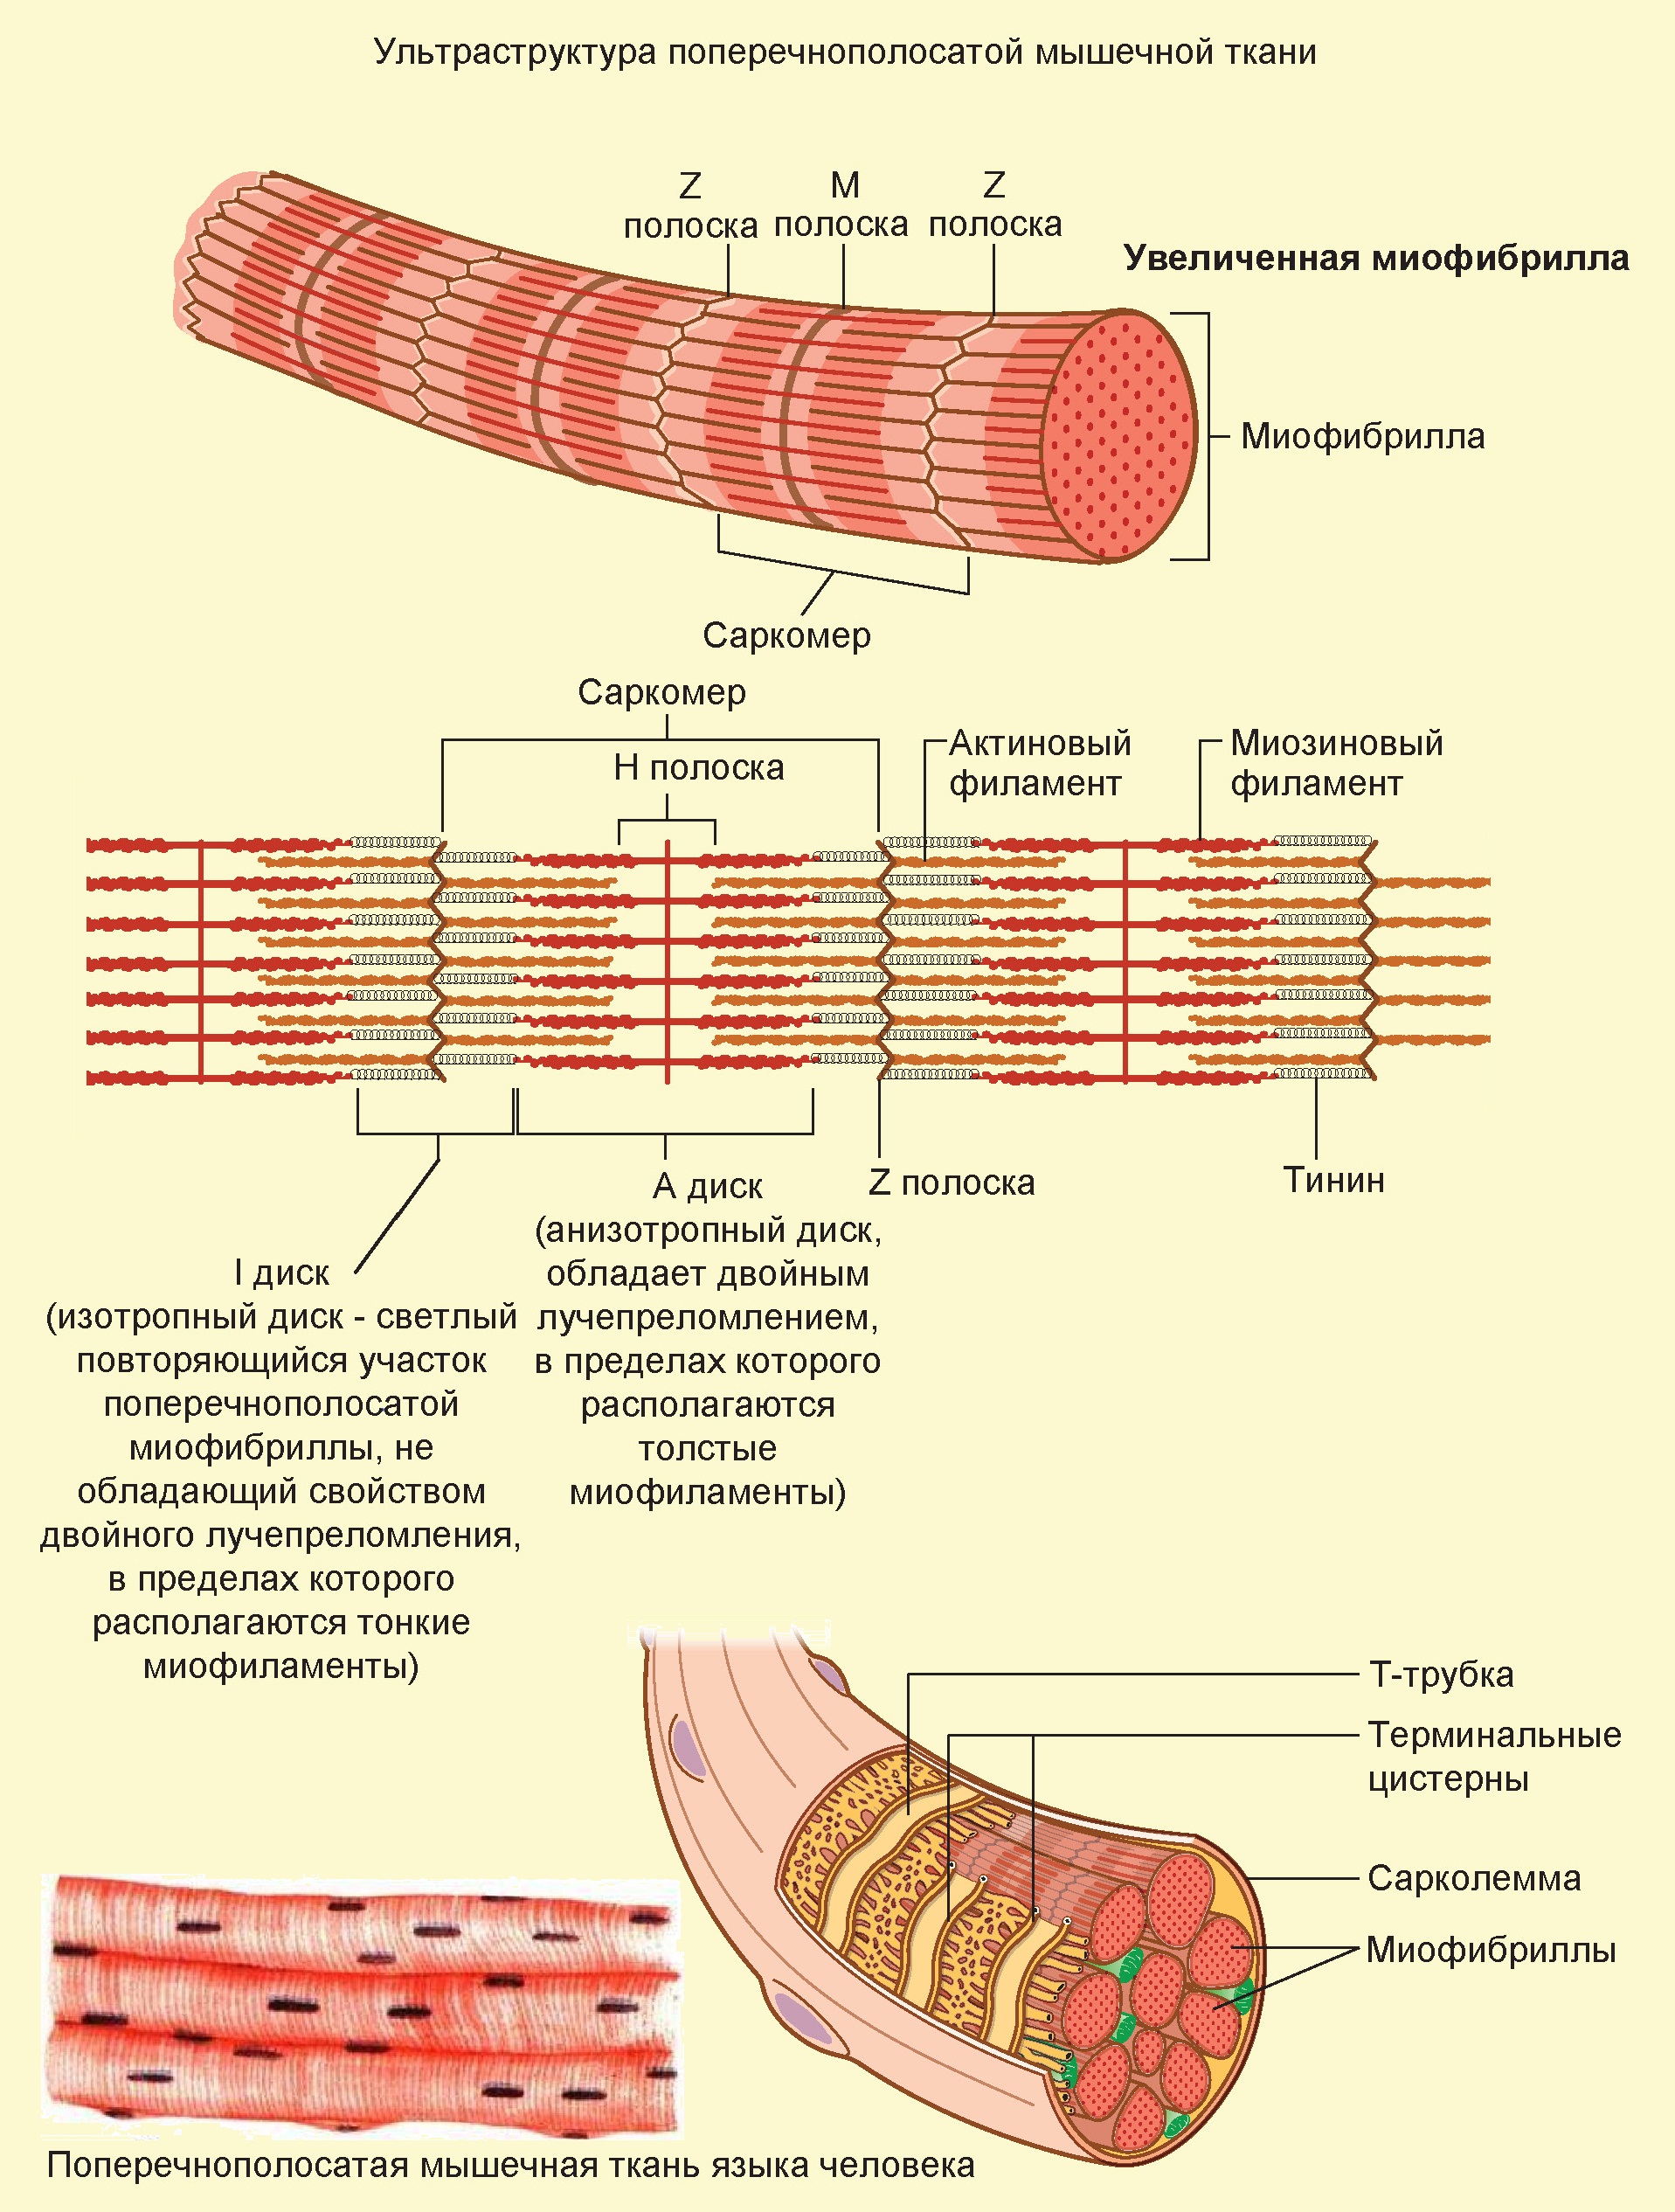 Ультраструктура поперечнополосатой мышечной ткани
Z
полоска
М
полоска
Z
полоска
Увеличенная миофибрилла
Миофибрилла
Саркомер
Саркомер
Н полоска
Актиновый
филамент
Миозиновый
филамент
Z полоска
Тинин
А диск
(анизотропный диск,
обладает двойным
лучепреломлением,
в пределах которого
располагаются
толстые
миофиламенты)
I диск
(изотропный диск - светлый
повторяющийся участок
поперечнополосатой
миофибриллы, не
обладающий свойством
двойного лучепреломления,
в пределах которого
располагаются тонкие
миофиламенты)
Т-трубка
Терминальные
цистерны
Сарколемма
Миофибриллы
Поперечнополосатая мышечная ткань языка человека